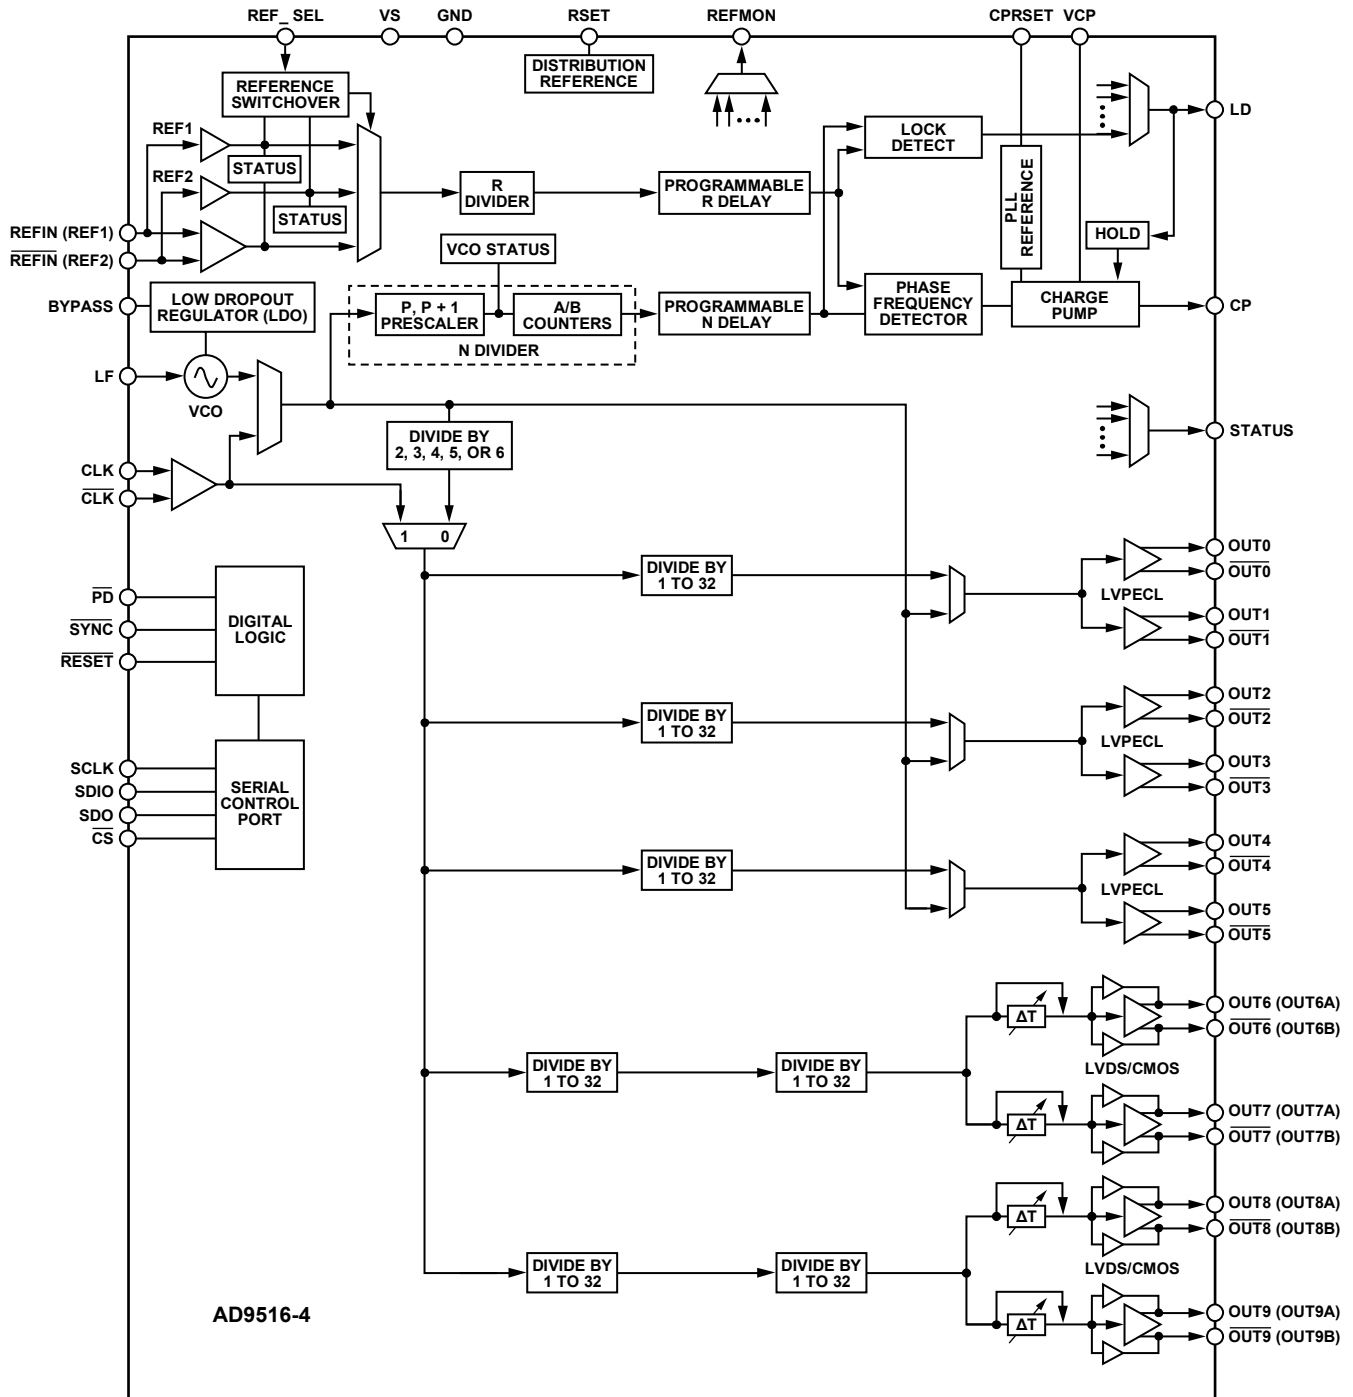 REF_ SEL VS GND RSET REFMON CPRSET VCP
DISTRIBUTION
REFERENCE
REFERENCE
SWITCHOVER
REF1
STATUS
REF2
STATUS
REFIN (REF1)
REFIN (REF2)
R
DIVIDER
PROGRAMMABLE
R DELAY
LOCK
DETECT
LD
PLL
REFERENCE
HOLD
VCO STATUS
BYPASS
LOW DROPOUT
REGULATOR (LDO)
P, P + 1
PRESCALER
A/B
COUNTERS
N DIVIDER
PROGRAMMABLE
N DELAY
PHASE
FREQUENCY
DETECTOR
CHARGE
PUMP
CP
LF
VCO
STATUS
DIVIDE BY
2, 3, 4, 5, OR 6
CLK
CLK
1 0
PD
SYNC
RESET
DIGITAL
LOGIC
SCLK
SDIO
SDO
CS
SERIAL
CONTROL
PORT
DIVIDE BY
1 TO 32
LVPECL
OUT0
OUT0
OUT1
OUT1
DIVIDE BY
1 TO 32
LVPECL
OUT2
OUT2
OUT3
OUT3
DIVIDE BY
1 TO 32
LVPECL
OUT4
OUT4
OUT5
OUT5
DIVIDE BY
1 TO 32
DIVIDE BY
1 TO 32
ΔT
OUT6 (OUT6A)
OUT6 (OUT6B)
LVDS/CMOS
ΔT
OUT7 (OUT7A)
OUT7 (OUT7B)
DIVIDE BY
1 TO 32
DIVIDE BY
1 TO 32
ΔT
OUT8 (OUT8A)
OUT8 (OUT8B)
LVDS/CMOS
ΔT
OUT9 (OUT9A)
OUT9 (OUT9B)
AD9516-4